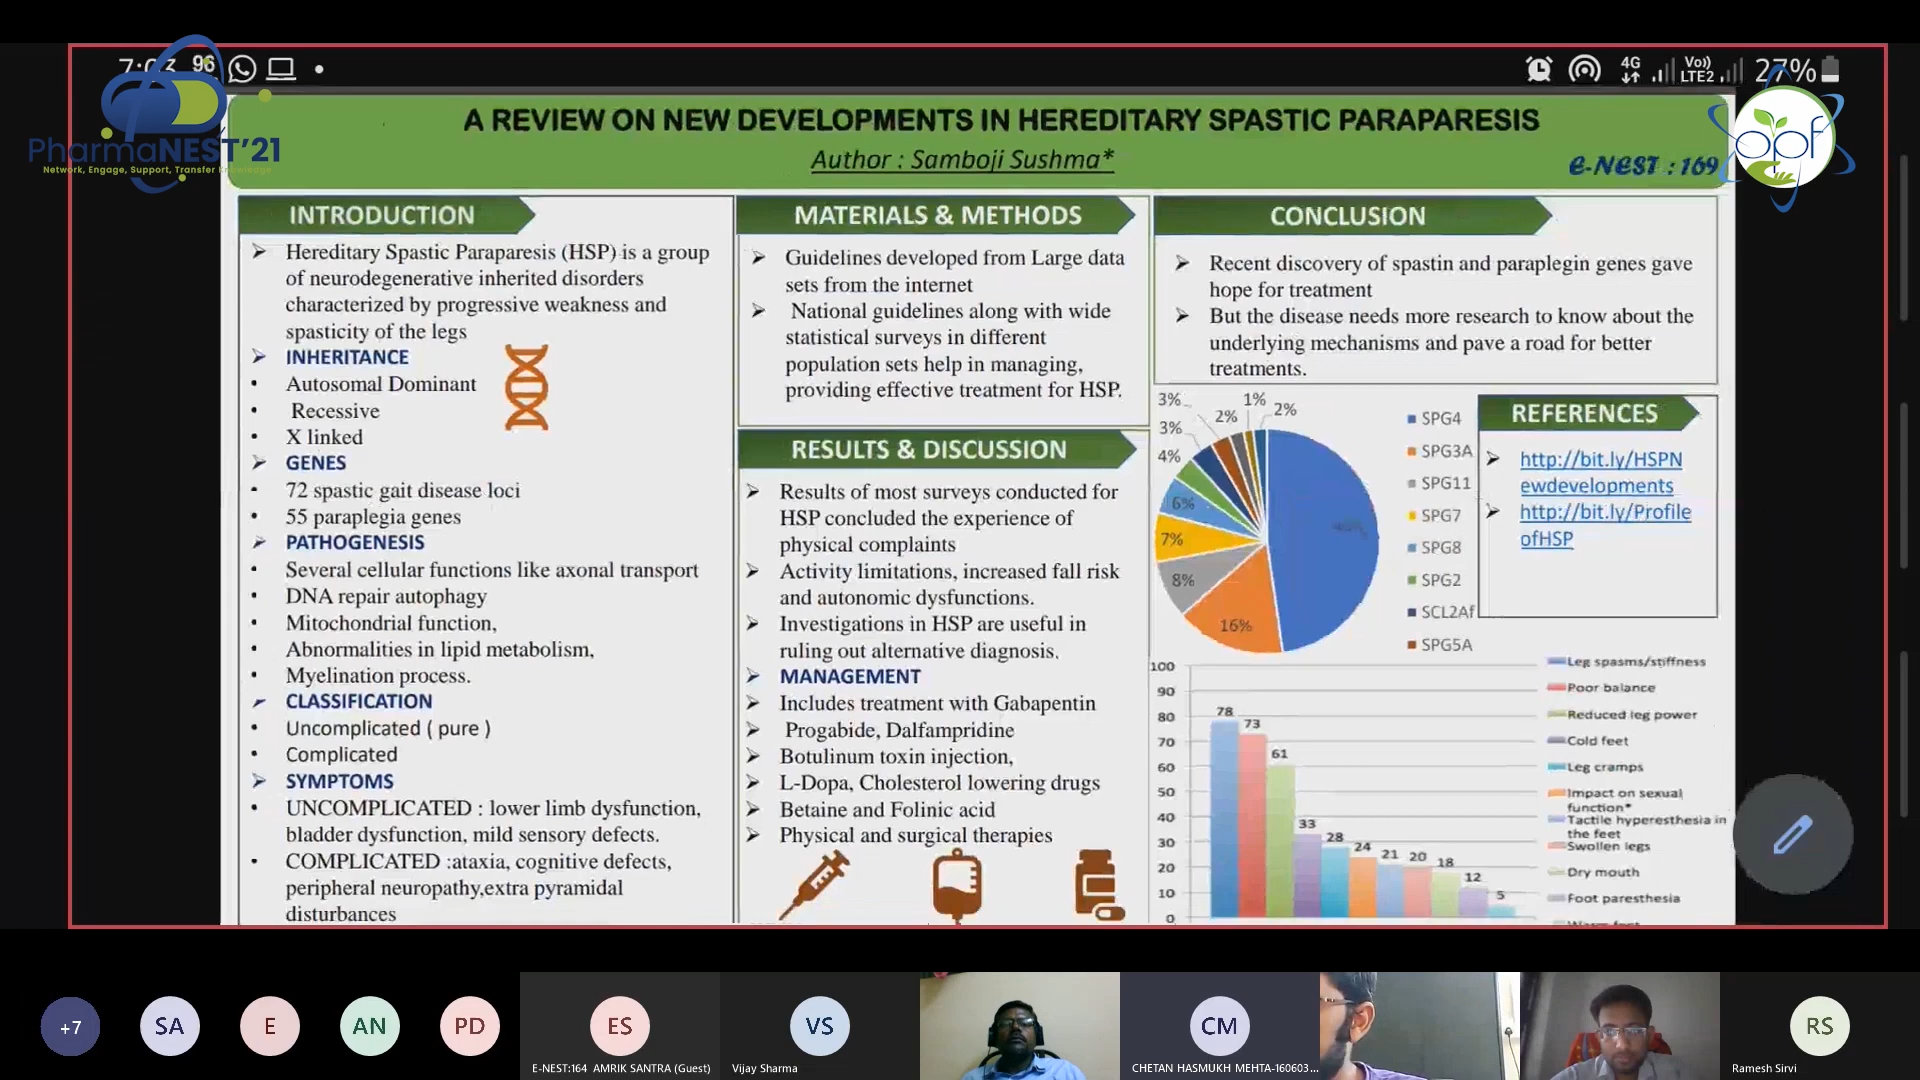 96
4G
Vo))
LTE2
27%
PharmaNEST'21
Network, Engage, Support, Transfer
opf
A REVIEW ON NEW DEVELOPMENTS IN HEREDITARY SPASTIC PARAPARESIS
Author : Samboji Sushma*
E-NEST : 169
INTRODUCTION
➢ Hereditary Spastic Paraparesis (HSP) is a group
of neurodegenerative inherited disorders
characterized by progressive weakness and
spasticity of the legs
➢ INHERITANCE
• Autosomal Dominant
• Recessive
• X linked
➢ GENES
• 72 spastic gait disease loci
• 55 paraplegia genes
➢ PATHOGENESIS
• Several cellular functions like axonal transport
• DNA repair autophagy
• Mitochondrial function,
• Abnormalities in lipid metabolism,
• Myelination process.
➢ CLASSIFICATION
• Uncomplicated ( pure )
• Complicated
➢ SYMPTOMS
• UNCOMPLICATED : lower limb dysfunction,
bladder dysfunction, mild sensory defects.
• COMPLICATED :ataxia, cognitive defects,
peripheral neuropathy,extra pyramidal
disturbances
MATERIALS & METHODS
➢ Guidelines developed from Large data
sets from the internet
➢ National guidelines along with wide
statistical surveys in different
population sets help in managing,
providing effective treatment for HSP.
RESULTS & DISCUSSION
➢ Results of most surveys conducted for
HSP concluded the experience of
physical complaints
➢ Activity limitations, increased fall risk
and autonomic dysfunctions.
➢ Investigations in HSP are useful in
ruling out alternative diagnosis.
➢ MANAGEMENT
➢ Includes treatment with Gabapentin
➢ Progabide, Dalfampridine
➢ Botulinum toxin injection,
➢ L-Dopa, Cholesterol lowering drugs
➢ Betaine and Folinic acid
➢ Physical and surgical therapies
CONCLUSION
➢ Recent discovery of spastin and paraplegin genes gave
hope for treatment
➢ But the disease needs more research to know about the
underlying mechanisms and pave a road for better
treatments.
3%
2%
1%
2%
3%
4%
6%
7%
8%
16%
SPG4
SPG3A
SPG11
SPG7
SPG8
SPG2
SCL2Af
SPG5A
REFERENCES
➢ http://bit.ly/HSPN
ewdevelopments
➢ http://bit.ly/Profile
ofHSP
100
90
80
70
60
50
40
30
20
10
0
78
73
61
33
28
24
21
20
18
12
5
Leg spasms/stiffness
Poor balance
Reduced leg power
Cold feet
Leg cramps
Impact on sexual
function*
Tactile hyperesthesia in
the feet
Swollen legs
Dry mouth
Foot paresthesia
+7
SA
E
AN
PD
ES
E-NEST:164 AMRIK SANTRA (Guest)
VS
Vijay Sharma
CM
CHETAN HASMUKH MEHTA-160603...
RS
Ramesh Sirvi